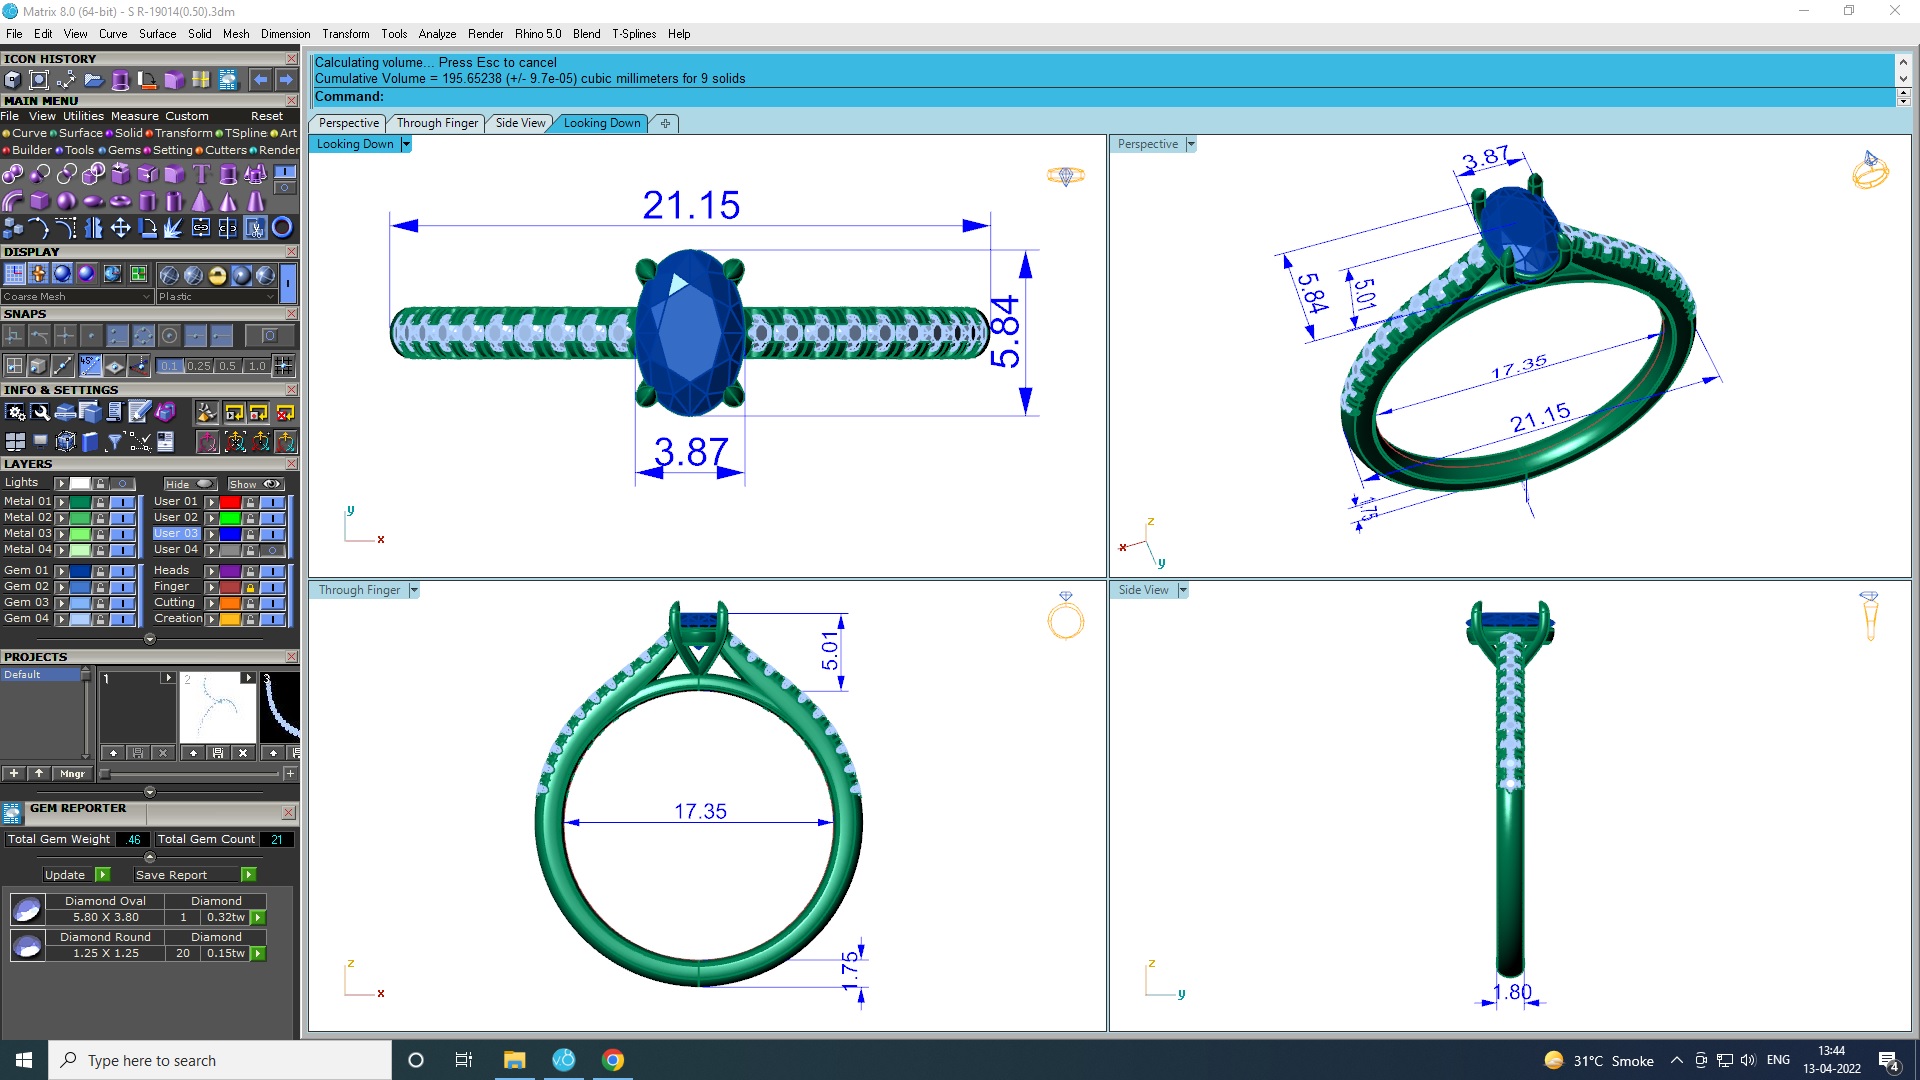 Matrix 8.0 (64-bit) - S R-19014(0.50).3dm
File Edit View Curve Surface Solid Mesh Dimension Transform Tools Analyze Render Rhino 5.0 Blend T-Splines Help
ICON HISTORY
MAIN MENU
File View Utilities Measure Custom Reset
Curve Surface Solid Transform TSpline Art
Builder Tools Gems Setting Cutters Render
DISPLAY
Coarse Mesh Plastic
SNAPS
45°
0.1 0.25 0.5 1.0
INFO & SETTINGS
LAYERS
Lights Hide Show
Metal 01 User 01
Metal 02 User 02
Metal 03 User 03
Metal 04 User 04
Gem 01 Heads
Gem 02 Finger
Gem 03 Cutting
Gem 04 Creation
PROJECTS
Default
1 2 3
Mngr
GEM REPORTER
Total Gem Weight .46 Total Gem Count 21
Update Save Report
Diamond Oval Diamond
5.80 X 3.80 1 0.32tw
Diamond Round Diamond
1.25 X 1.25 20 0.15tw
Calculating volume... Press Esc to cancel
Cumulative Volume = 195.65238 (+/- 9.7e-05) cubic millimeters for 9 solids
Command:
Perspective Through Finger Side View Looking Down
Looking Down
21.15
5.84
3.87
y
x
Perspective
3.87
5.84
5.01
17.35
21.15
1.75
z
x
y
Through Finger
5.01
17.35
1.75
z
x
Side View
1.80
z
y
Type here to search
31°C Smoke
ENG
13:44
13-04-2022
4